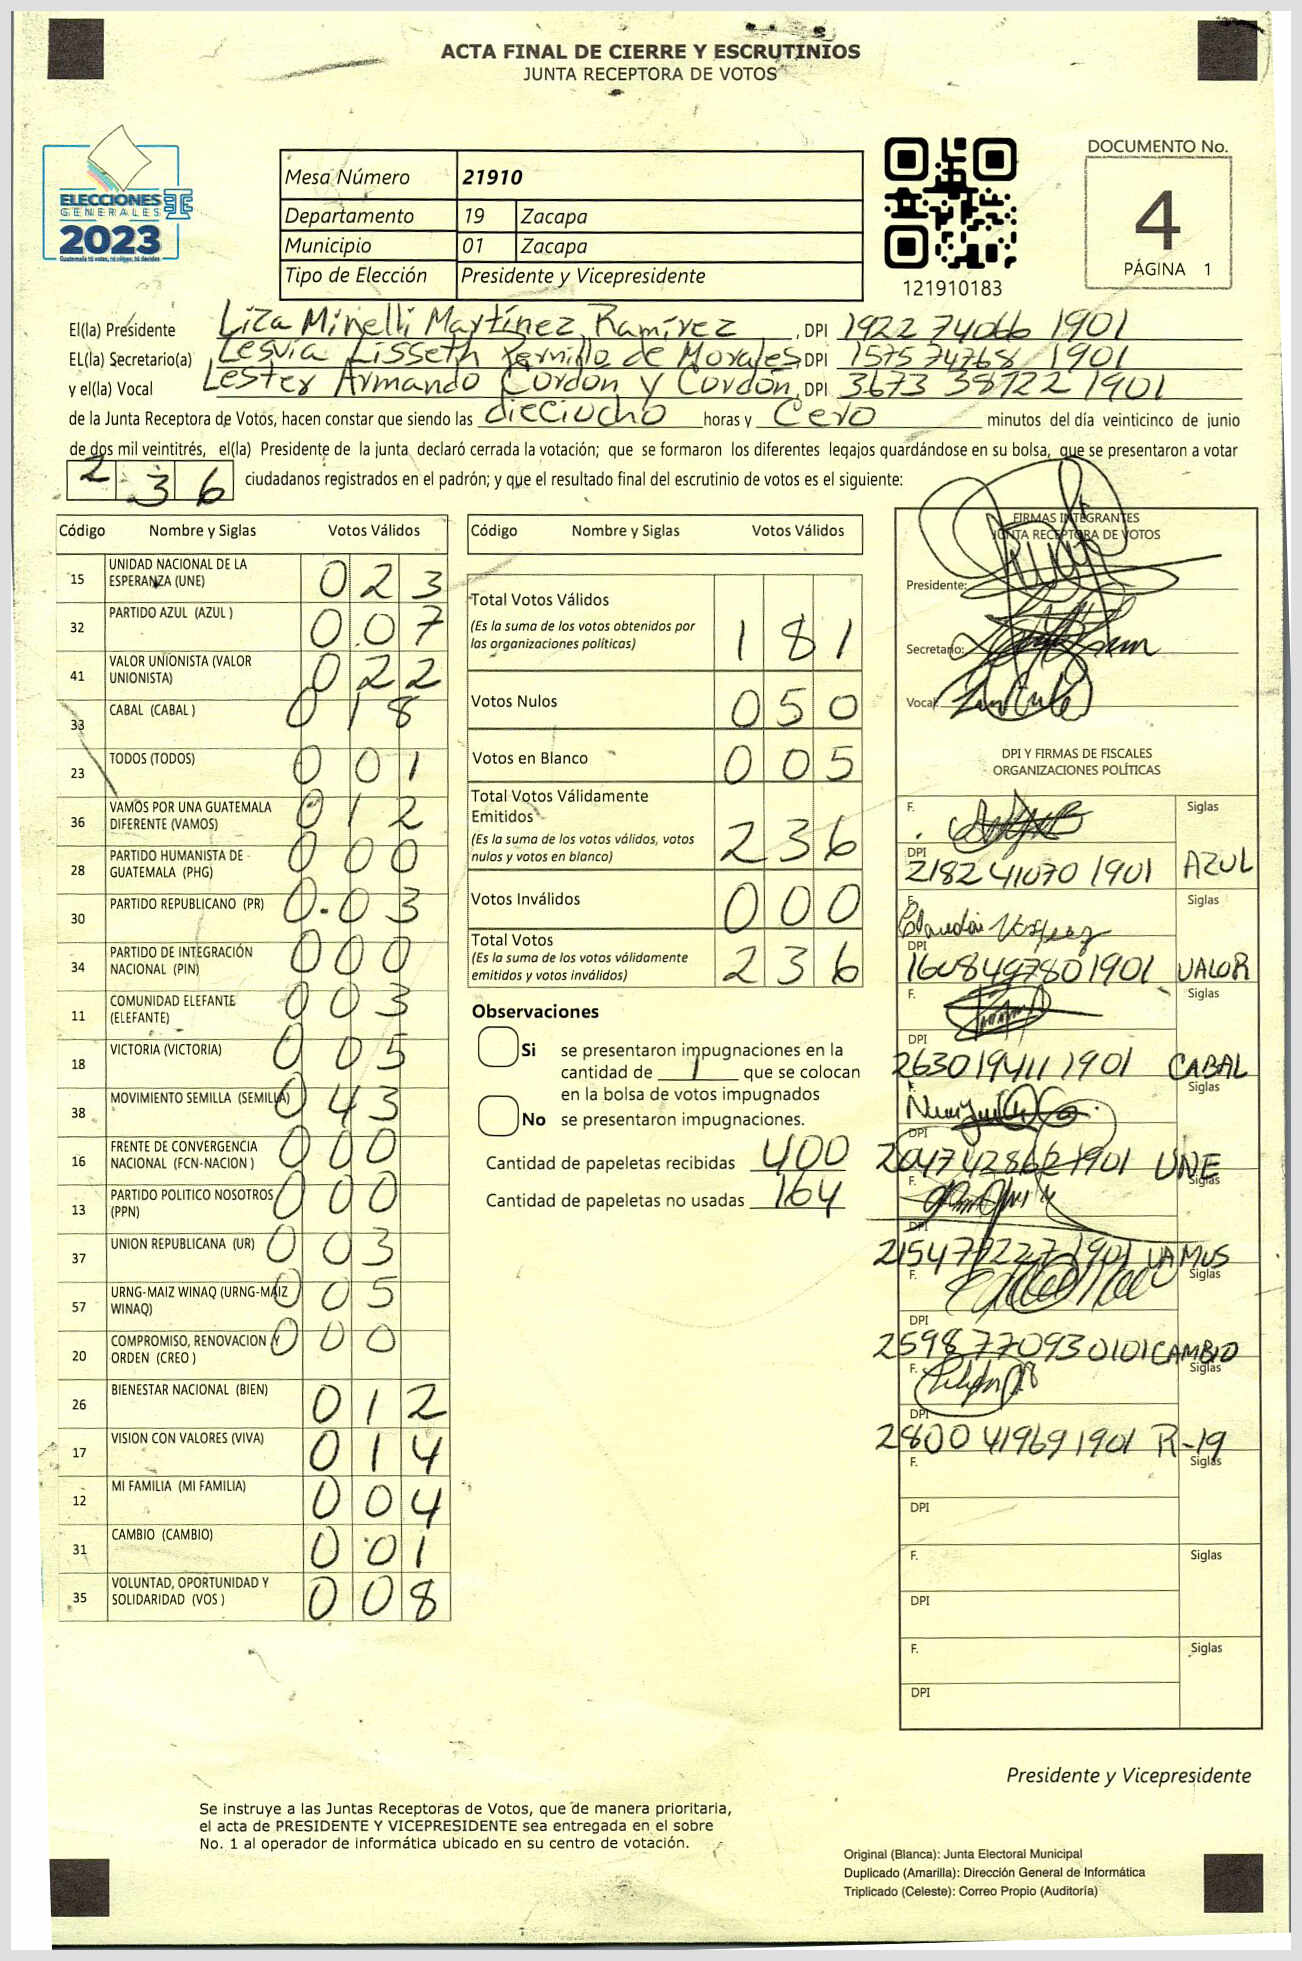 ACTA FINAL DE CIERRE Y ESCRUTINIOS
JUNTA RECEPTORA DE VOTOS
ELECCIONES
GENERALES
2023
Mesa Número 21910
Departamento 19 Zacapa
Municipio 01 Zacapa
Tipo de Elección Presidente y Vicepresidente
121910183
DOCUMENTO No.
4
PÁGINA 1
El(la) Presidente Liza Minelli Martínez Ramírez, DPI 1922 74066 1901
EL(la) Secretario(a) Lesvia Lisseth Pernillo de Morales, DPI 1575 74768 1901
y el(la) Vocal Lester Armando Cordon y Cordón, DPI 3673 38722 1901
de la Junta Receptora de Votos, hacen constar que siendo las dieciocho horas y Cero minutos del día veinticinco de junio
de dos mil veintitrés, el(la) Presidente de la junta declaró cerrada la votación; que se formaron los diferentes legajos guardándose en su bolsa, que se presentaron a votar
2 3 6 ciudadanos registrados en el padrón; y que el resultado final del escrutinio de votos es el siguiente:
Código Nombre y Siglas Votos Válidos
15 UNIDAD NACIONAL DE LA ESPERANZA (UNE) 0 2 3
32 PARTIDO AZUL (AZUL ) 0 0 7
41 VALOR UNIONISTA (VALOR UNIONISTA) 0 2 2
33 CABAL (CABAL ) 0 1 8
23 TODOS (TODOS) 0 0 1
36 VAMOS POR UNA GUATEMALA DIFERENTE (VAMOS) 0 1 2
28 PARTIDO HUMANISTA DE GUATEMALA (PHG) 0 0 0
30 PARTIDO REPUBLICANO (PR) 0 0 3
34 PARTIDO DE INTEGRACIÓN NACIONAL (PIN) 0 0 0
11 COMUNIDAD ELEFANTE (ELEFANTE) 0 0 3
18 VICTORIA (VICTORIA) 0 0 5
38 MOVIMIENTO SEMILLA (SEMILLA) 0 4 3
16 FRENTE DE CONVERGENCIA NACIONAL (FCN-NACION ) 0 0 0
13 PARTIDO POLITICO NOSOTROS (PPN) 0 0 0
37 UNION REPUBLICANA (UR) 0 0 3
57 URNG-MAIZ WINAQ (URNG-MAIZ WINAQ) 0 0 5
20 COMPROMISO, RENOVACION Y ORDEN (CREO ) 0 0 0
26 BIENESTAR NACIONAL (BIEN) 0 1 2
17 VISION CON VALORES (VIVA) 0 1 4
12 MI FAMILIA (MI FAMILIA) 0 0 4
31 CAMBIO (CAMBIO) 0 0 1
35 VOLUNTAD, OPORTUNIDAD Y SOLIDARIDAD (VOS ) 0 0 8
Código Nombre y Siglas Votos Válidos
Total Votos Válidos
(Es la suma de los votos obtenidos por
las organizaciones políticas) 1 8 1
Votos Nulos 0 5 0
Votos en Blanco 0 0 5
Total Votos Válidamente
Emitidos
(Es la suma de los votos válidos, votos
nulos y votos en blanco) 2 3 6
Votos Inválidos 0 0 0
Total Votos
(Es la suma de los votos válidamente
emitidos y votos inválidos) 2 3 6
Observaciones
Si se presentaron impugnaciones en la
cantidad de 1 que se colocan
en la bolsa de votos impugnados
No se presentaron impugnaciones.
Cantidad de papeletas recibidas 400
Cantidad de papeletas no usadas 164
FIRMAS INTEGRANTES
JUNTA RECEPTORA DE VOTOS
Presidente:
Secretario:
Vocal:
DPI Y FIRMAS DE FISCALES
ORGANIZACIONES POLÍTICAS
F. Siglas
DPI
2182 41070 1901 AZUL
F. Siglas
DPI
1608497801901 VALOR
F. Siglas
DPI
2630194111901 CABAL
F. Siglas
DPI
2047428621901 UNE
F. Siglas
DPI
2154772271901 VAMOS
F. Siglas
DPI
2598770930101 CAMBIO
F. Siglas
DPI
2800 41969 1901 R-19
F. Siglas
DPI
F. Siglas
DPI
F. Siglas
DPI
Presidente y Vicepresidente
Se instruye a las Juntas Receptoras de Votos, que de manera prioritaria,
el acta de PRESIDENTE Y VICEPRESIDENTE sea entregada en el sobre
No. 1 al operador de informática ubicado en su centro de votación.
Original (Blanca): Junta Electoral Municipal
Duplicado (Amarilla): Dirección General de Informática
Triplicado (Celeste): Correo Propio (Auditoría)